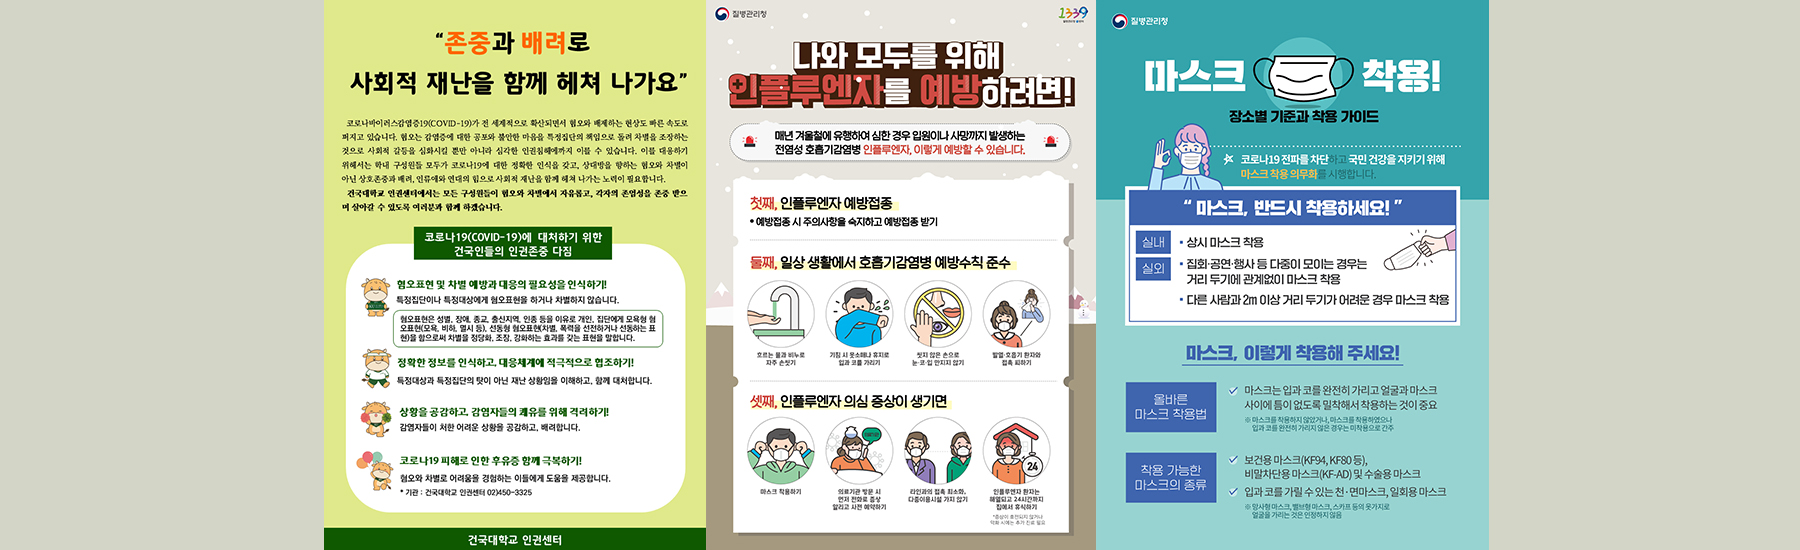 “존중과 배려로
사회적 재난을 함께 헤쳐 나가요”
코로나바이러스감염증19(COVID-19)가 전 세계적으로 확산되면서 혐오와 배제하는 현상도 빠른 속도로
퍼지고 있습니다. 혐오는 감염증에 대한 공포와 불안한 마음을 특정집단의 책임으로 돌려 차별을 조장하는
것으로 사회적 갈등을 심화시킬 뿐만 아니라 심각한 인권침해에까지 이를 수 있습니다. 이를 대응하기
위해서는 학내 구성원들 모두가 코로나19에 대한 정확한 인식을 갖고, 상대방을 향하는 혐오와 차별이
아닌 상호존중과 배려, 인류애와 연대의 힘으로 사회적 재난을 함께 헤쳐 나가는 노력이 필요합니다.
건국대학교 인권센터에서는 모든 구성원들이 혐오와 차별에서 자유롭고, 각자의 존엄성을 존중 받으
며 살아갈 수 있도록 여러분과 함께 하겠습니다.
코로나19(COVID-19)에 대처하기 위한
건국인들의 인권존중 다짐
혐오표현 및 차별 예방과 대응의 필요성을 인식하기!
특정집단이나 특정대상에게 혐오표현을 하거나 차별하지 않습니다.
혐오표현은 성별, 장애, 종교, 출신지역, 인종 등을 이유로 개인, 집단에게 모욕형 혐
오표현(모욕, 비하, 멸시 등), 선동형 혐오표현(차별, 폭력을 선전하거나 선동하는 표
현)을 함으로써 차별을 정당화, 조장, 강화하는 효과를 갖는 표현을 말합니다.
정확한 정보를 인식하고, 대응체계에 적극적으로 협조하기!
특정대상과 특정집단의 탓이 아닌 재난 상황임을 이해하고, 함께 대처합니다.
상황을 공감하고, 감염자들의 쾌유를 위해 격려하기!
감염자들이 처한 어려운 상황을 공감하고, 배려합니다.
코로나19 피해로 인한 후유증 함께 극복하기!
혐오와 차별로 어려움을 경험하는 이들에게 도움을 제공합니다.
* 기관 : 건국대학교 인권센터 02)450-3325
건국대학교 인권센터
질병관리청
1339
나와 모두를 위해
인플루엔자를 예방하려면!
매년 겨울철에 유행하여 심한 경우 입원이나 사망까지 발생하는
전염성 호흡기감염병 인플루엔자, 이렇게 예방할 수 있습니다.
첫째, 인플루엔자 예방접종
• 예방접종 시 주의사항을 숙지하고 예방접종 받기
둘째, 일상 생활에서 호흡기감염병 예방수칙 준수
흐르는 물과 비누로
자주 손씻기
기침 시 옷소매나 휴지로
입과 코를 가리기
씻지 않은 손으로
눈·코·입 만지지 않기
발열·호흡기 환자와
접촉 피하기
셋째, 인플루엔자 의심 증상이 생기면
24
마스크 착용하기
의료기관 방문 시
먼저 전화로 증상
알리고 사전 예약하기
타인과의 접촉 최소화,
다중이용시설 가지 않기
인플루엔자 환자는
해열되고 24시간까지
집에서 휴식하기
*증상이 호전되지 않거나
악화 시에는 추가 진료 필요
질병관리청
마스크 착용!
장소별 기준과 착용 가이드
코로나19 전파를 차단하고 국민 건강을 지키기 위해
마스크 착용 의무화를 시행합니다.
“ 마스크, 반드시 착용하세요! ”
실내
• 상시 마스크 착용
실외
• 집회·공연·행사 등 다중이 모이는 경우는
거리 두기에 관계없이 마스크 착용
• 다른 사람과 2m 이상 거리 두기가 어려운 경우 마스크 착용
마스크, 이렇게 착용해 주세요!
올바른
마스크 착용법
마스크는 입과 코를 완전히 가리고 얼굴과 마스크
사이에 틈이 없도록 밀착해서 착용하는 것이 중요
※ 마스크를 착용하지 않았거나, 마스크를 착용하였으나
입과 코를 완전히 가리지 않은 경우는 미착용으로 간주
착용 가능한
마스크의 종류
보건용 마스크(KF94, KF80 등),
비말차단용 마스크(KF-AD) 및 수술용 마스크
입과 코를 가릴 수 있는 천·면마스크, 일회용 마스크
※ 망사형 마스크, 밸브형 마스크, 스카프 등의 옷가지로
얼굴을 가리는 것은 인정하지 않음